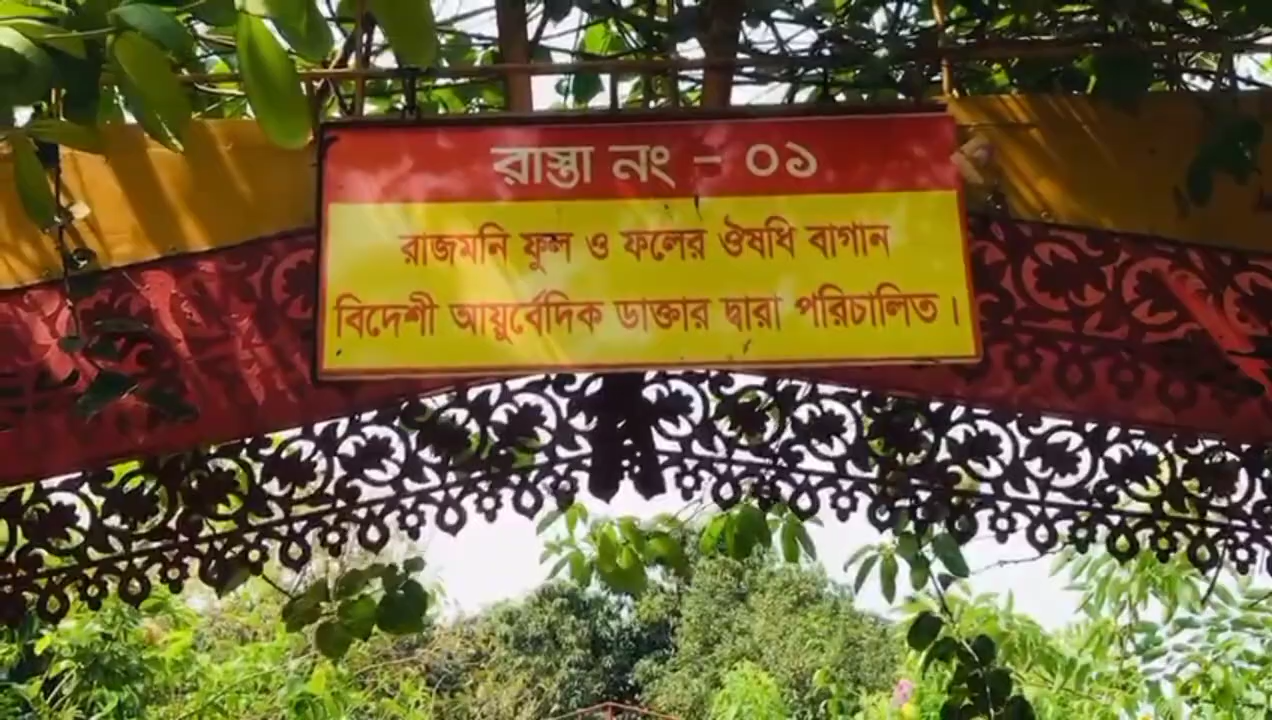 রাস্তা নং - ০১
রাজমনি ফুল ও ফলের ঔষধি বাগান
বিদেশী আয়ূর্বেদিক ডাক্তার দ্বারা পরিচালিত।